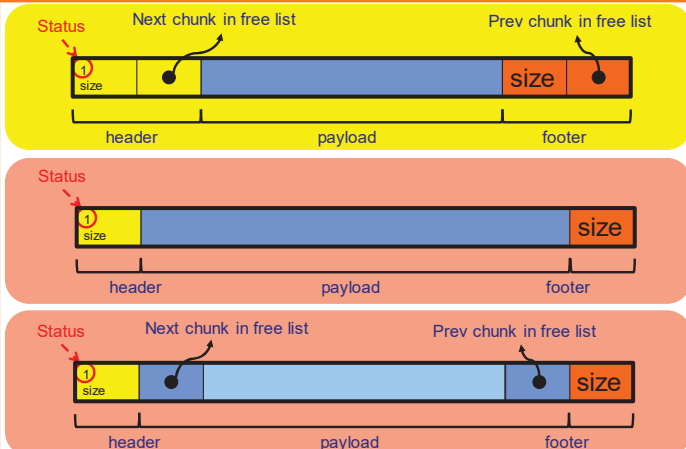 Next chunk in free list
Prev chunk in free list
Status
1
size
size
header
payload
footer
Status
1
size
size
header
payload
footer
Next chunk in free list
Prev chunk in free list
Status
1
size
size
header
payload
footer